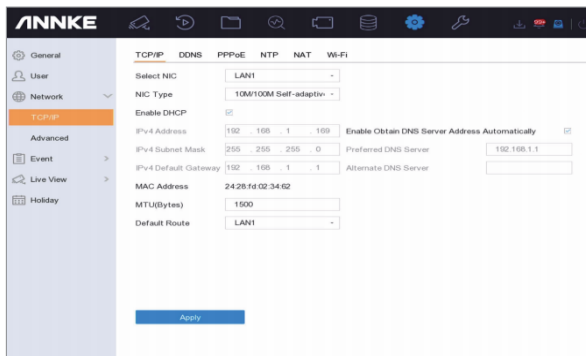 ANNKE
99+
General
User
Network
TCP/IP
Advanced
Event
Live View
Holiday
TCP/IP DDNS PPPoE NTP NAT Wi-Fi
Select NIC LAN1
NIC Type 10M/100M Self-adaptiv
Enable DHCP
IPv4 Address 192 . 168 . 1 . 169 Enable Obtain DNS Server Address Automatically
IPv4 Subnet Mask 255 . 255 . 255 . 0 Preferred DNS Server 192.168.1.1
IPv4 Default Gateway 192 . 168 . 1 . 1 Alternate DNS Server
MAC Address 24:28:fd:02:34:62
MTU(Bytes) 1500
Default Route LAN1
Apply